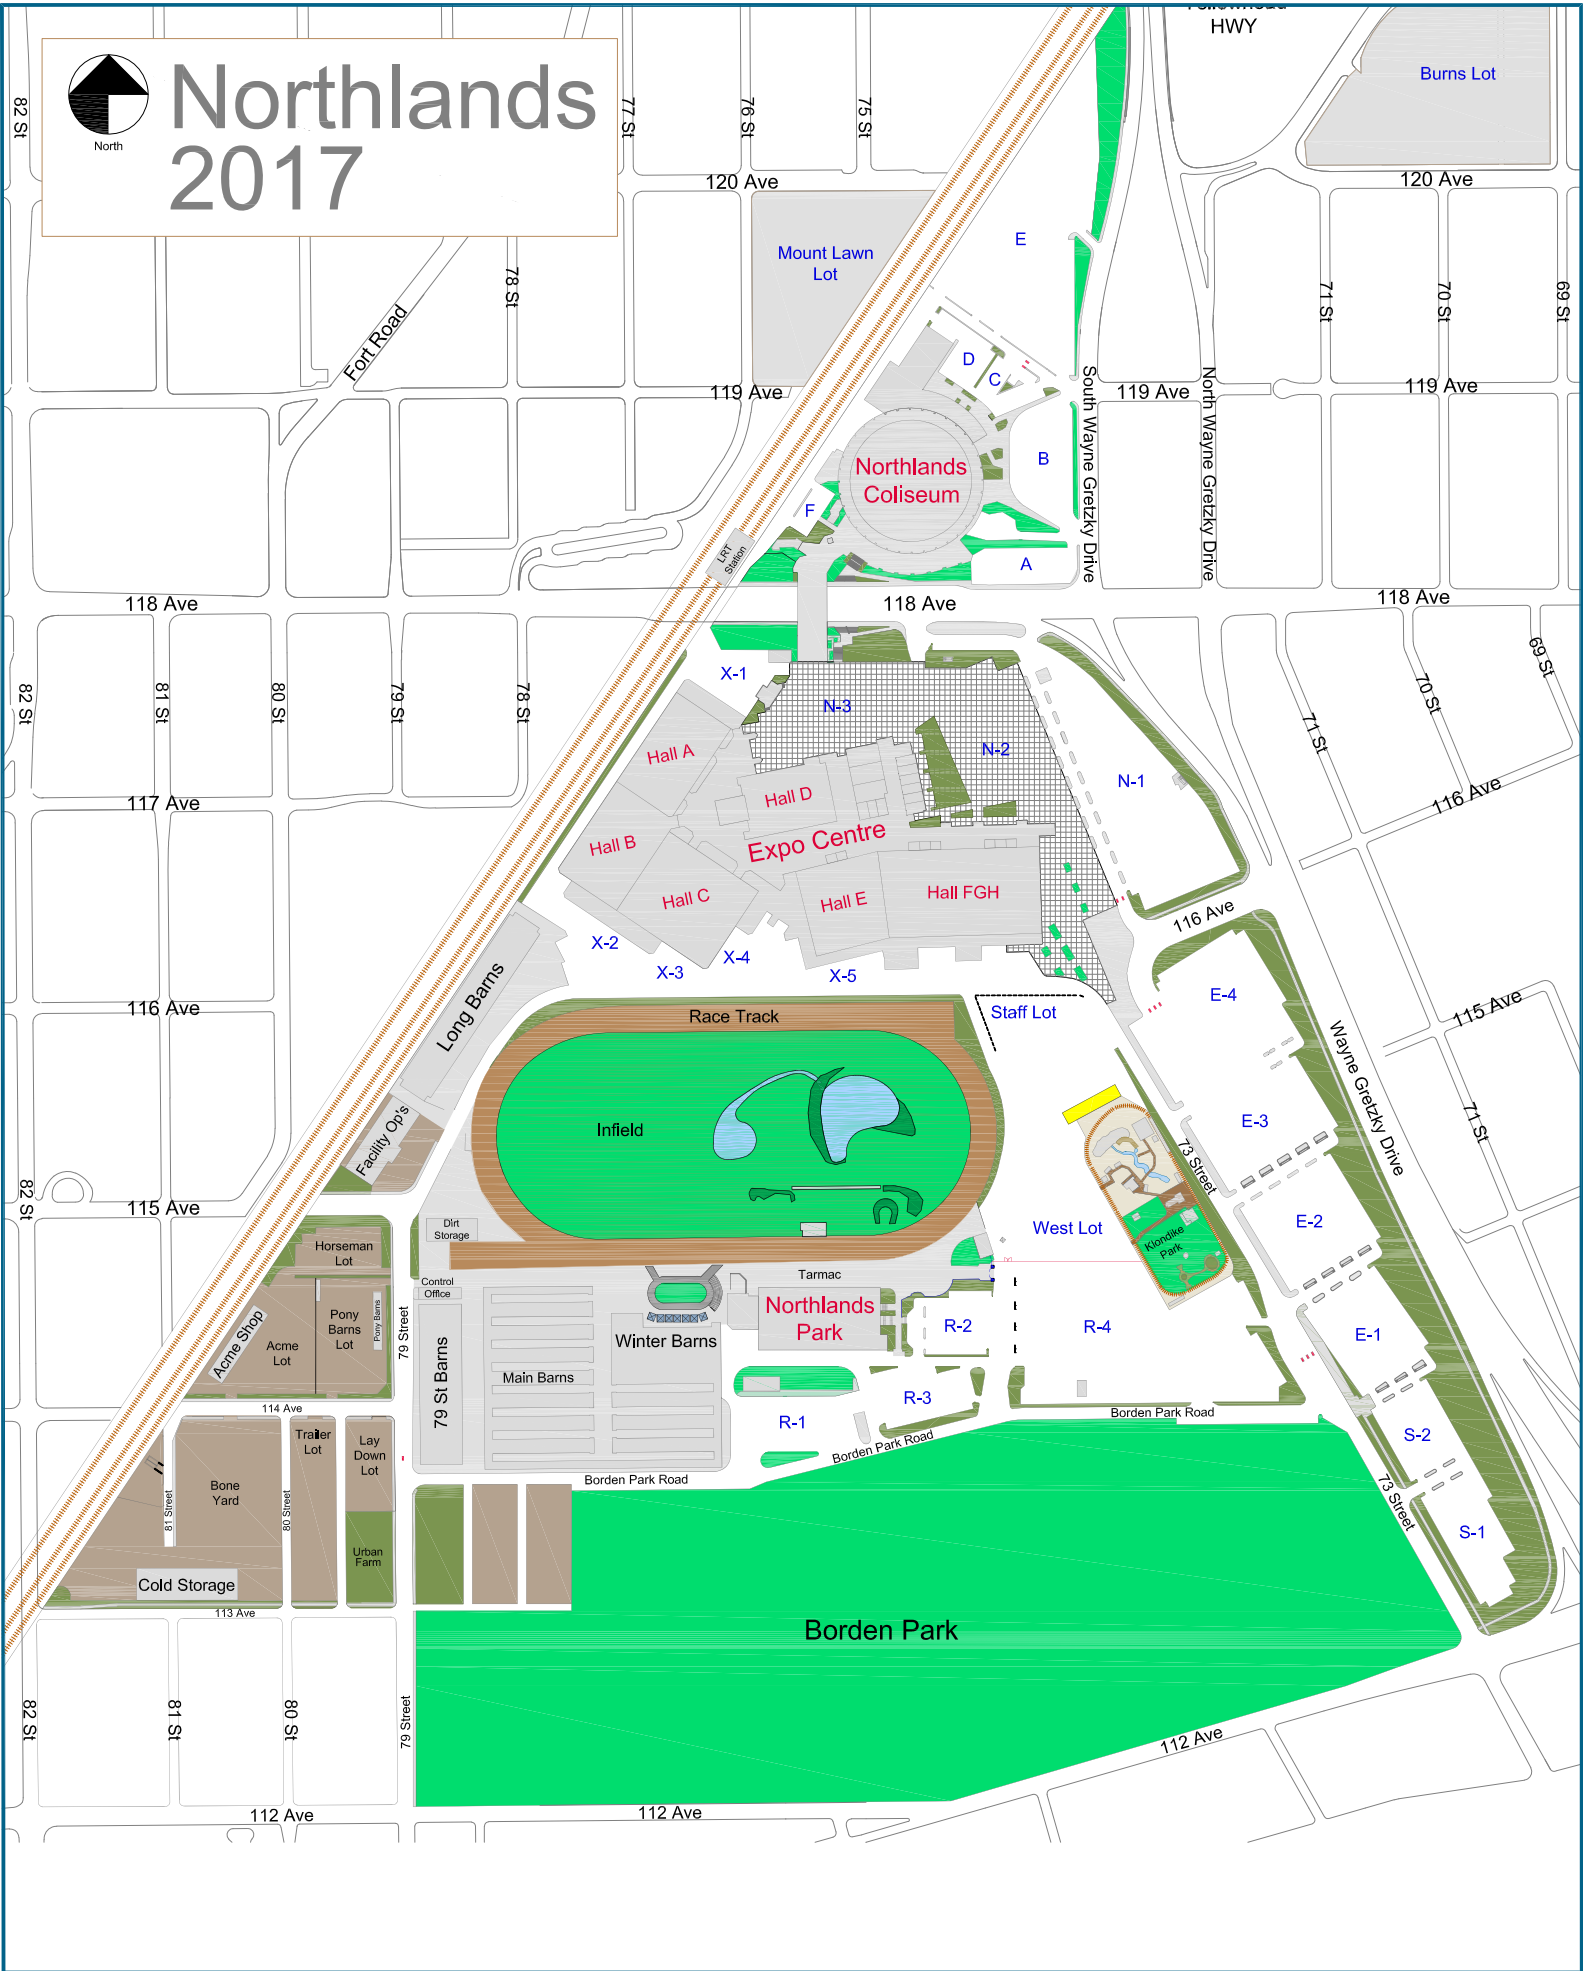 HWY
Burns Lot
Northlands
2017
North
82 St
77 St
76 St
75 St
120 Ave
120 Ave
Mount Lawn
Lot
E
78 St
Fort Road
71 St
70 St
69 St
D
C
119 Ave
119 Ave
119 Ave
South Wayne Gretzky Drive
North Wayne Gretzky Drive
B
Northlands
Coliseum
F
A
LRT
Station
118 Ave
118 Ave
118 Ave
82 St
81 St
80 St
79 St
78 St
X-1
N-3
N-2
N-1
71 St
70 St
69 St
Hall A
Hall D
Hall B
Expo Centre
Hall C
Hall E
Hall FGH
117 Ave
116 Ave
116 Ave
X-2
X-3
X-4
X-5
Long Barns
116 Ave
E-4
115 Ave
Race Track
Staff Lot
Wayne Gretzky Drive
Infield
Facility Op's
E-3
71 St
73 Street
82 St
115 Ave
Dirt
Storage
West Lot
E-2
Klondike
Park
Horseman
Lot
Control
Office
Tarmac
Acme Shop
Acme
Lot
Pony
Barns
Lot
Pony Barns
79 Street
79 St Barns
Main Barns
Winter Barns
Northlands
Park
R-2
R-4
E-1
R-3
R-1
114 Ave
Borden Park Road
Borden Park Road
Borden Park Road
S-2
Trailer
Lot
Lay
Down
Lot
Bone
Yard
81 Street
80 Street
73 Street
S-1
Urban
Farm
Cold Storage
113 Ave
Borden Park
82 St
81 St
80 St
79 Street
112 Ave
112 Ave
112 Ave